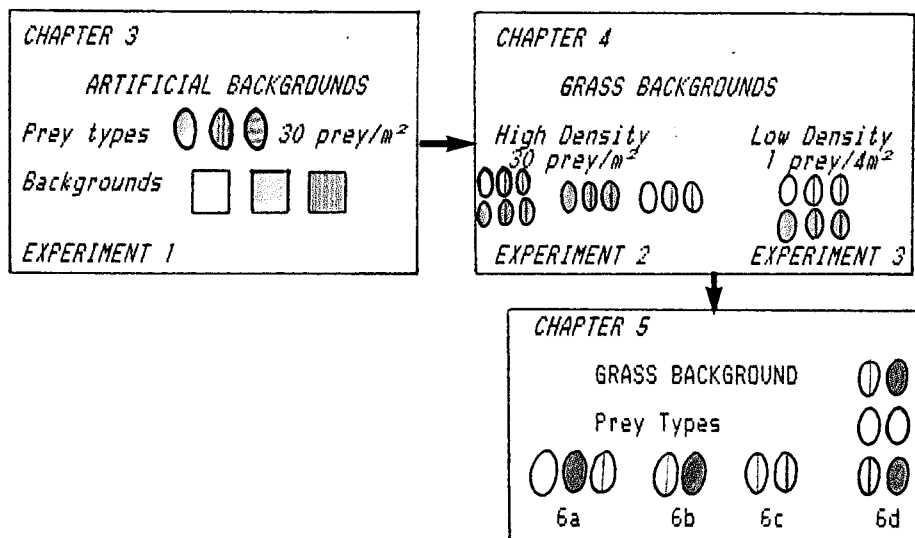 CHAPTER 3
ARTIFICIAL BACKGROUNDS
Prey types 30 prey/m²
Backgrounds
EXPERIMENT 1
CHAPTER 4
GRASS BACKGROUNDS
High Density
30 prey/m²
Low Density
1 prey/4m²
EXPERIMENT 2
EXPERIMENT 3
CHAPTER 5
GRASS BACKGROUND
Prey Types
6a 6b 6c 6d